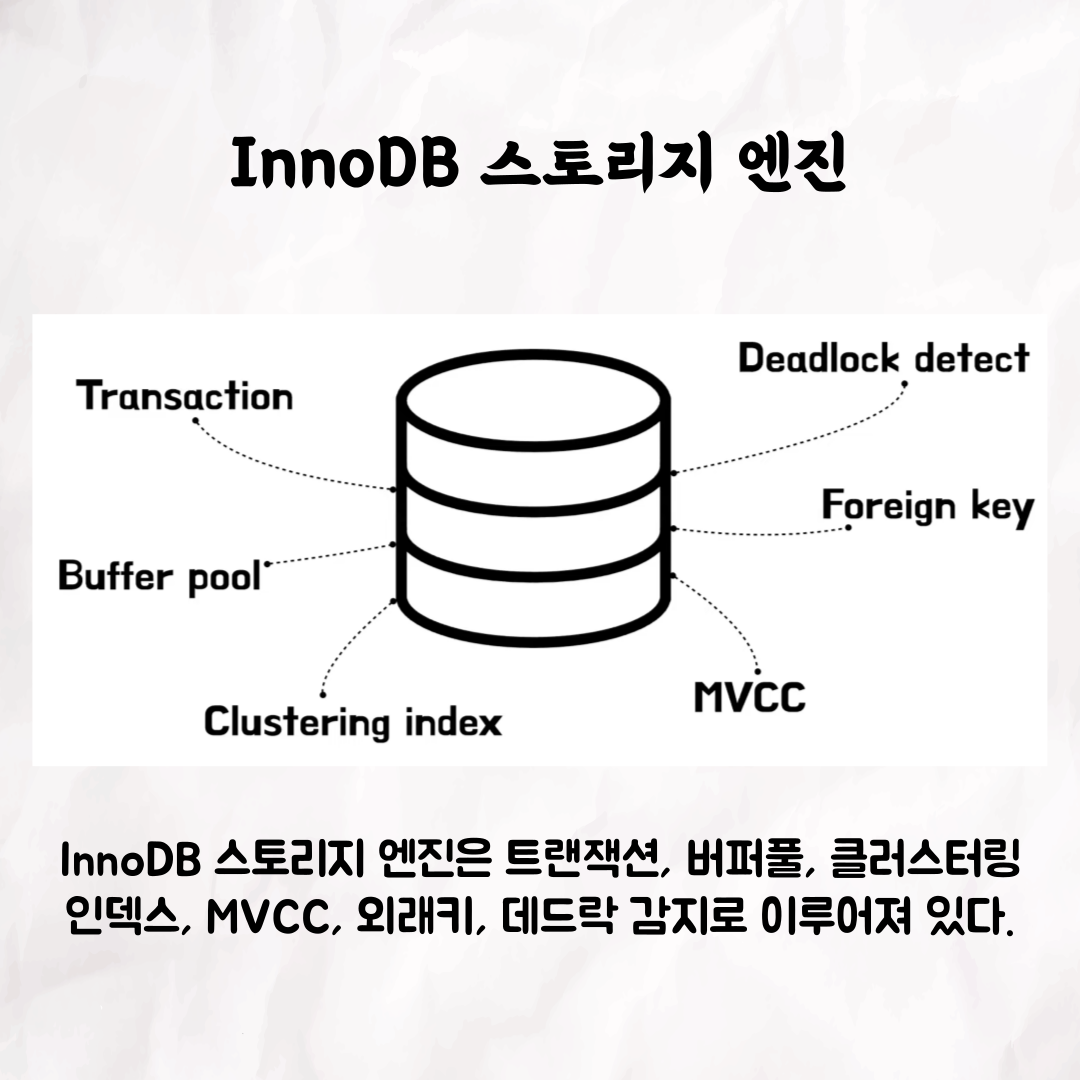 InnoDB 스토리지 엔진
Transaction
Deadlock detect
Foreign key
Buffer pool
Clustering index
MVCC
InnoDB 스토리지 엔진은 트랜잭션, 버퍼풀, 클러스터링
인덱스, MVCC, 외래키, 데드락 감지로 이루어져 있다.